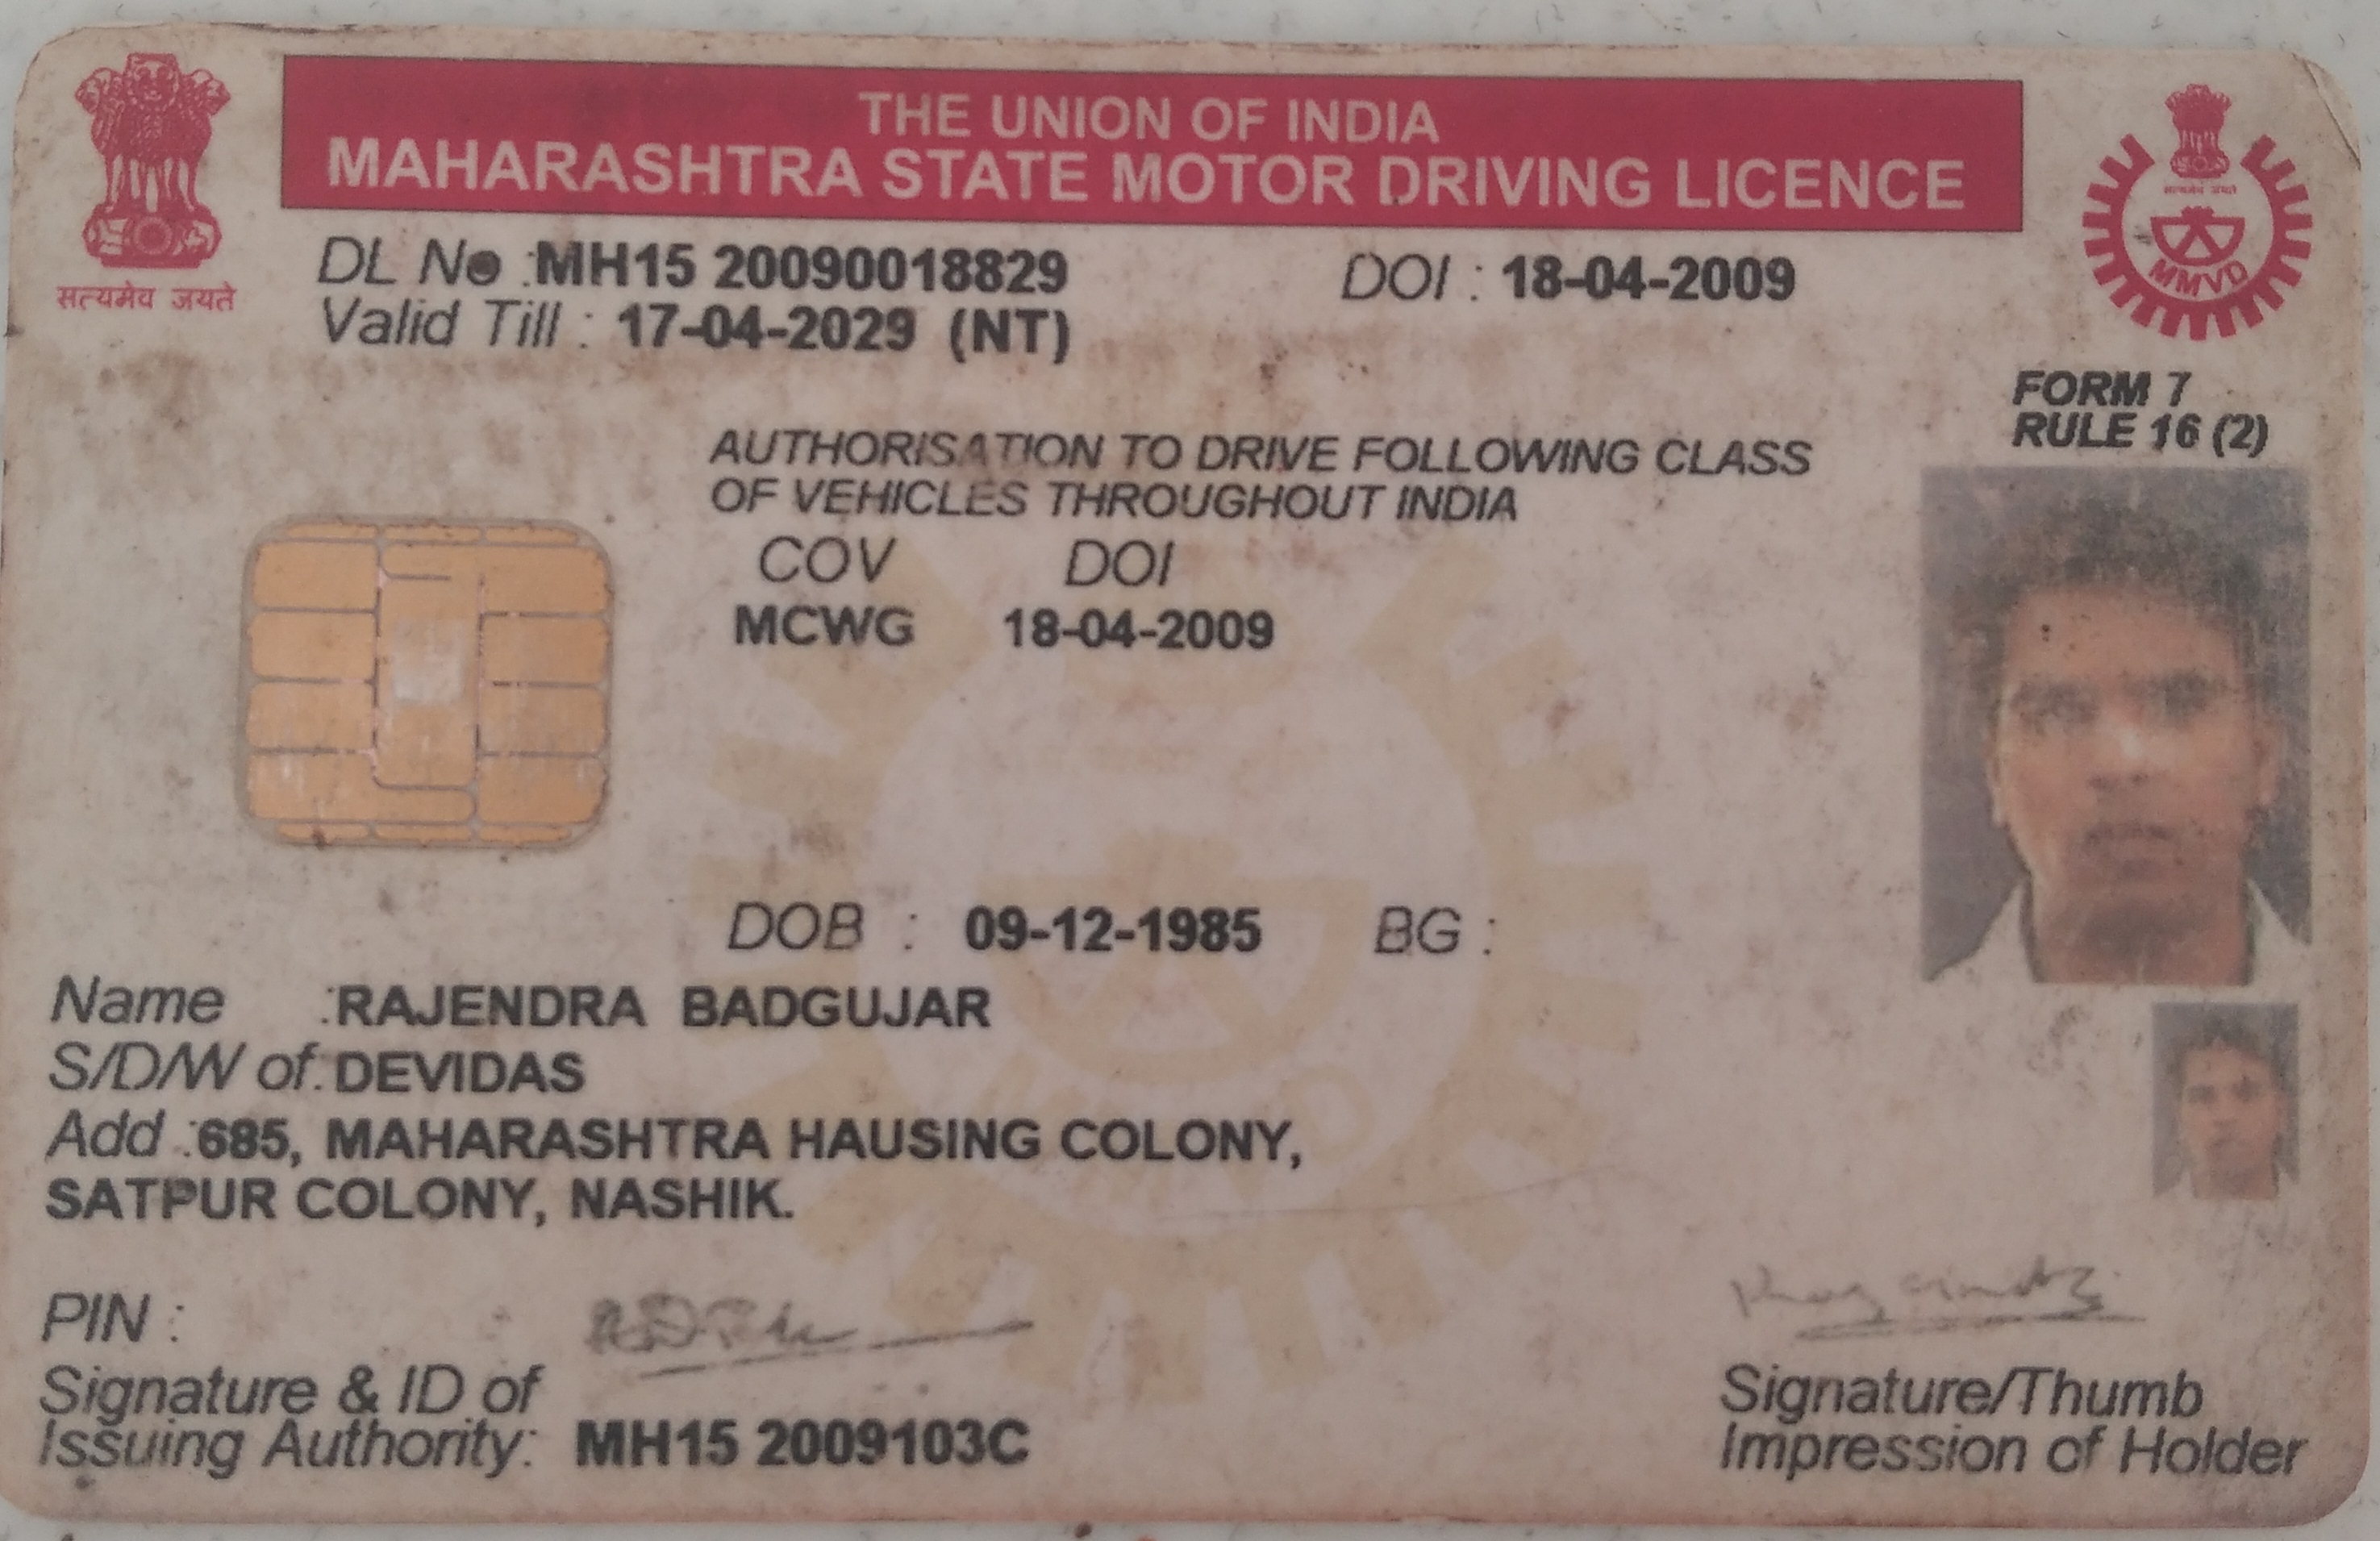 THE UNION OF INDIA
MAHARASHTRA STATE MOTOR DRIVING LICENCE
सत्यमेव जयते
सत्यमेव जयते
MMVD
DL No :MH15 20090018829 DOI : 18-04-2009
Valid Till : 17-04-2029 (NT)
FORM 7
RULE 16 (2)
AUTHORISATION TO DRIVE FOLLOWING CLASS
OF VEHICLES THROUGHOUT INDIA
COV DOI
MCWG 18-04-2009
DOB : 09-12-1985 BG :
Name :RAJENDRA BADGUJAR
S/D/W of:DEVIDAS
Add :685, MAHARASHTRA HAUSING COLONY,
SATPUR COLONY, NASHIK.
PIN :
Signature & ID of
Issuing Authority: MH15 2009103C
Signature/Thumb
Impression of Holder